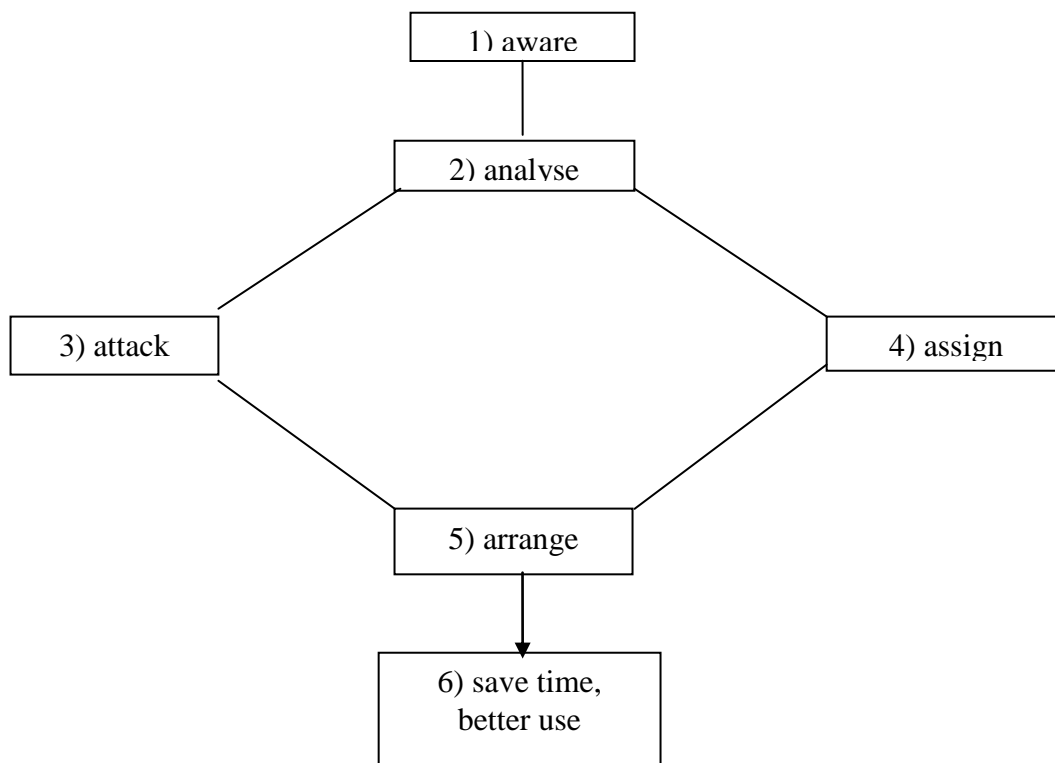 1) aware
2) analyse
3) attack
4) assign
5) arrange
6) save time,
better use